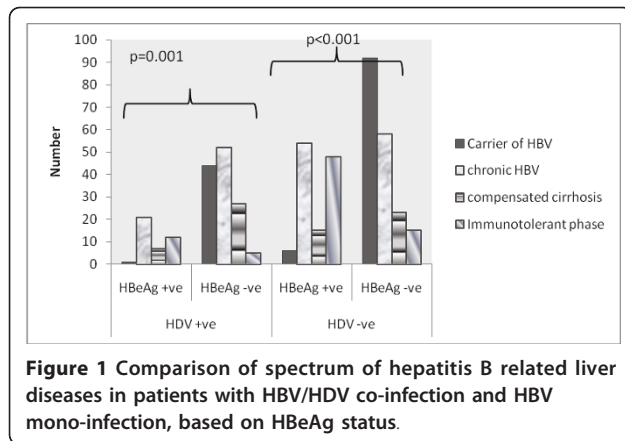 100
90
80
70
60
50
40
30
20
10
0
Number
p=0.001
p<0.001
HBeAg +ve
HBeAg -ve
HBeAg +ve
HBeAg -ve
HDV +ve
HDV -ve
Carrier of HBV
chronic HBV
compensated cirrhosis
Immunotolerant phase
Figure 1 Comparison of spectrum of hepatitis B related liver
diseases in patients with HBV/HDV co-infection and HBV
mono-infection, based on HBeAg status.